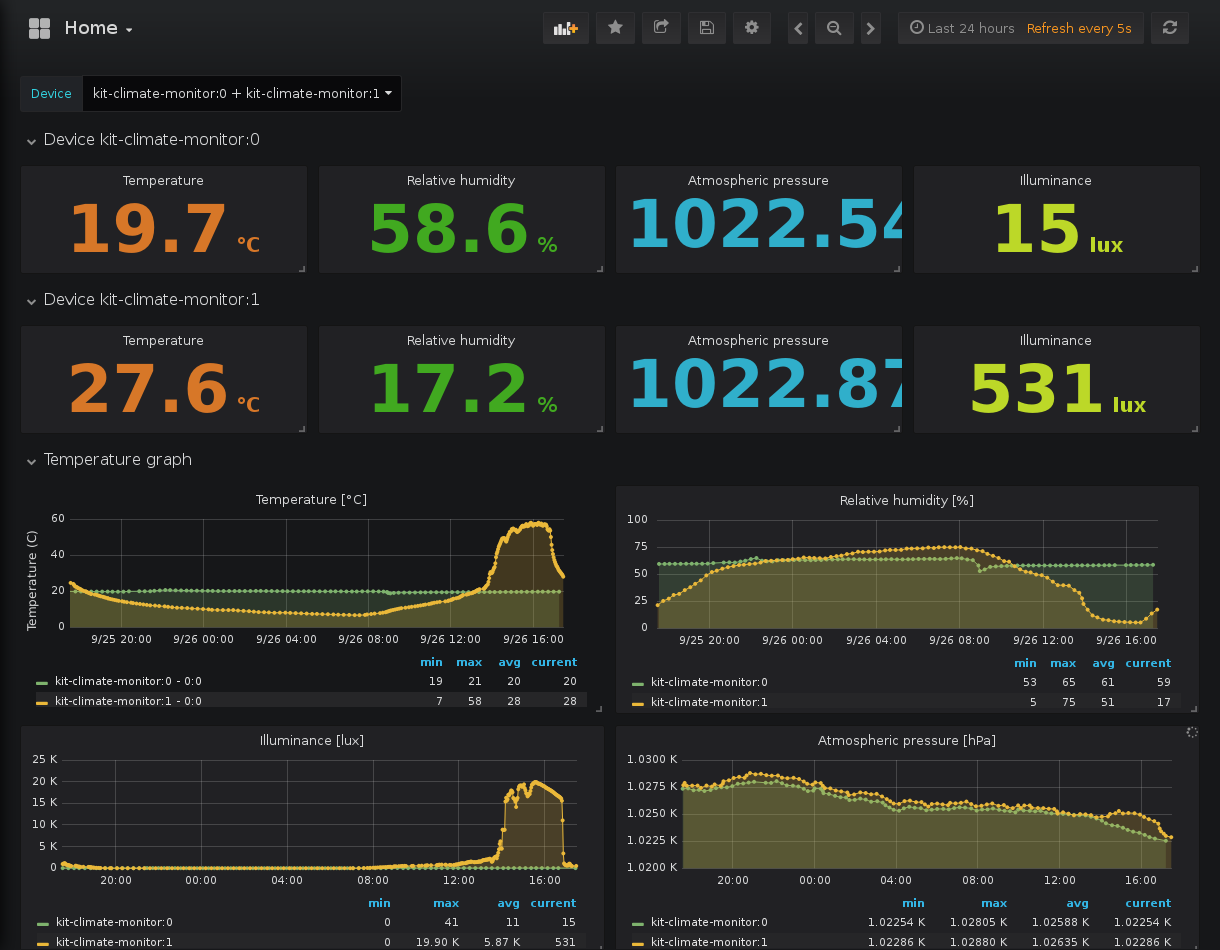 Home
Last 24 hours Refresh every 5s
Device kit-climate-monitor:0 + kit-climate-monitor:1
Device kit-climate-monitor:0
Temperature Relative humidity Atmospheric pressure Illuminance
19.7 °C 58.6 % 1022.54 15 lux
Device kit-climate-monitor:1
Temperature Relative humidity Atmospheric pressure Illuminance
27.6 °C 17.2 % 1022.87 531 lux
Temperature graph
Temperature [°C]
Temperature (C)
60
40
20
0
9/25 20:00 9/26 00:00 9/26 04:00 9/26 08:00 9/26 12:00 9/26 16:00
min max avg current
kit-climate-monitor:0 - 0:0 19 21 20 20
kit-climate-monitor:1 - 0:0 7 58 28 28
Relative humidity [%]
100
75
50
25
0
9/25 20:00 9/26 00:00 9/26 04:00 9/26 08:00 9/26 12:00 9/26 16:00
min max avg current
kit-climate-monitor:0 53 65 61 59
kit-climate-monitor:1 5 75 51 17
Illuminance [lux]
25 K
20 K
15 K
10 K
5 K
0
20:00 00:00 04:00 08:00 12:00 16:00
min max avg current
kit-climate-monitor:0 0 41 11 15
kit-climate-monitor:1 0 19.90 K 5.87 K 531
Atmospheric pressure [hPa]
1.0300 K
1.0275 K
1.0250 K
1.0225 K
1.0200 K
20:00 00:00 04:00 08:00 12:00 16:00
min max avg current
kit-climate-monitor:0 1.02254 K 1.02805 K 1.02588 K 1.02254 K
kit-climate-monitor:1 1.02286 K 1.02880 K 1.02635 K 1.02286 K